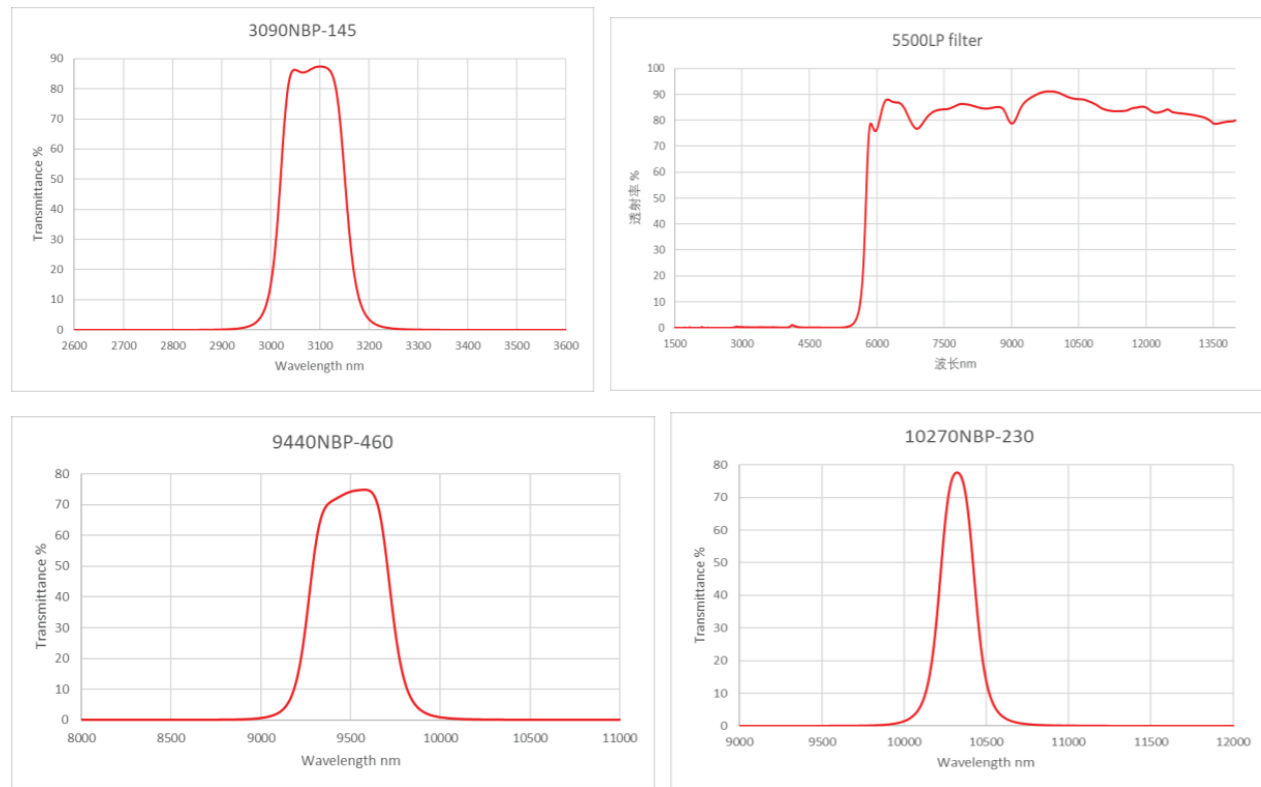 3090NBP-145
Transmittance %
90
80
70
60
50
40
30
20
10
0
2600 2700 2800 2900 3000 3100 3200 3300 3400 3500 3600
Wavelength nm
5500LP filter
透射率 %
100
90
80
70
60
50
40
30
20
10
0
1500 3000 4500 6000 7500 9000 10500 12000 13500
波长nm
9440NBP-460
Transmittance %
80
70
60
50
40
30
20
10
0
8000 8500 9000 9500 10000 10500 11000
Wavelength nm
10270NBP-230
Transmittance %
80
70
60
50
40
30
20
10
0
9000 9500 10000 10500 11000 11500 12000
Wavelength nm